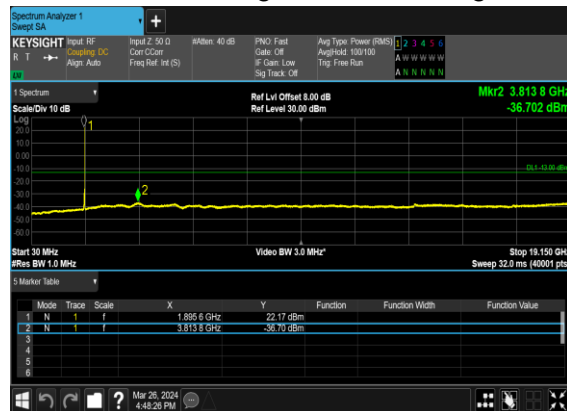 Spectrum Analyzer 1
Swept SA
+
KEYSIGHT Input: RF Input Z: 50 Ω #Atten: 40 dB PNO: Fast Avg Type: Power (RMS) 1 2 3 4 5 6
R T Coupling: DC Corr CCorr Gate: Off Avg|Hold: 100/100 A W W W W W
Align: Auto Freq Ref: Int (S) IF Gain: Low Trig: Free Run
Sig Track: Off A N N N N N
1 Spectrum Ref Lvl Offset 8.00 dB Mkr2 3.813 8 GHz
Scale/Div 10 dB Ref Level 30.00 dBm -36.702 dBm
Log
20.0
10.0
0.00
-10.0
-20.0
-30.0
-40.0
-50.0
-60.0
1
DL1 -13.00 dBm
2
Start 30 MHz Video BW 3.0 MHz* Stop 19.150 GHz
#Res BW 1.0 MHz Sweep 32.0 ms (40001 pts)
5 Marker Table
Mode Trace Scale X Y Function Function Width Function Value
1 N 1 f 1.895 6 GHz 22.17 dBm
2 N 1 f 3.813 8 GHz -36.70 dBm
3
4
5
6
? Mar 26, 2024
4:48:26 PM